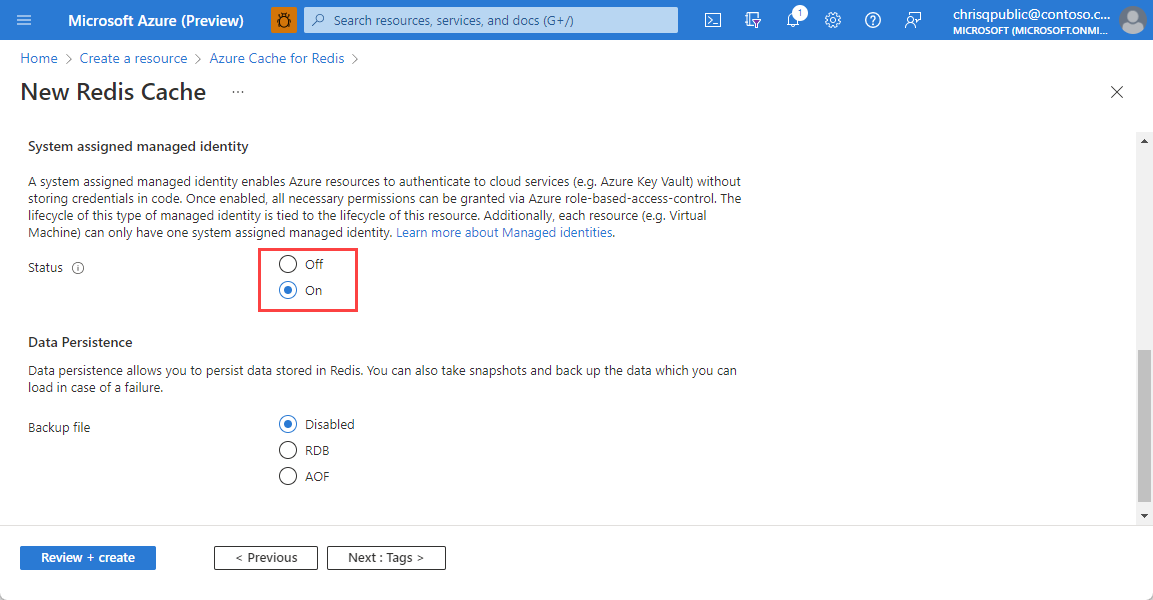 Microsoft Azure (Preview)
Search resources, services, and docs (G+/)
1
chrisqpublic@contoso.c...
MICROSOFT (MICROSOFT.ONMI...
Home > Create a resource > Azure Cache for Redis >
New Redis Cache ...
System assigned managed identity
A system assigned managed identity enables Azure resources to authenticate to cloud services (e.g. Azure Key Vault) without
storing credentials in code. Once enabled, all necessary permissions can be granted via Azure role-based-access-control. The
lifecycle of this type of managed identity is tied to the lifecycle of this resource. Additionally, each resource (e.g. Virtual
Machine) can only have one system assigned managed identity. Learn more about Managed identities.
Status
Off
On
Data Persistence
Data persistence allows you to persist data stored in Redis. You can also take snapshots and back up the data which you can
load in case of a failure.
Backup file
Disabled
RDB
AOF
Review + create
< Previous
Next : Tags >